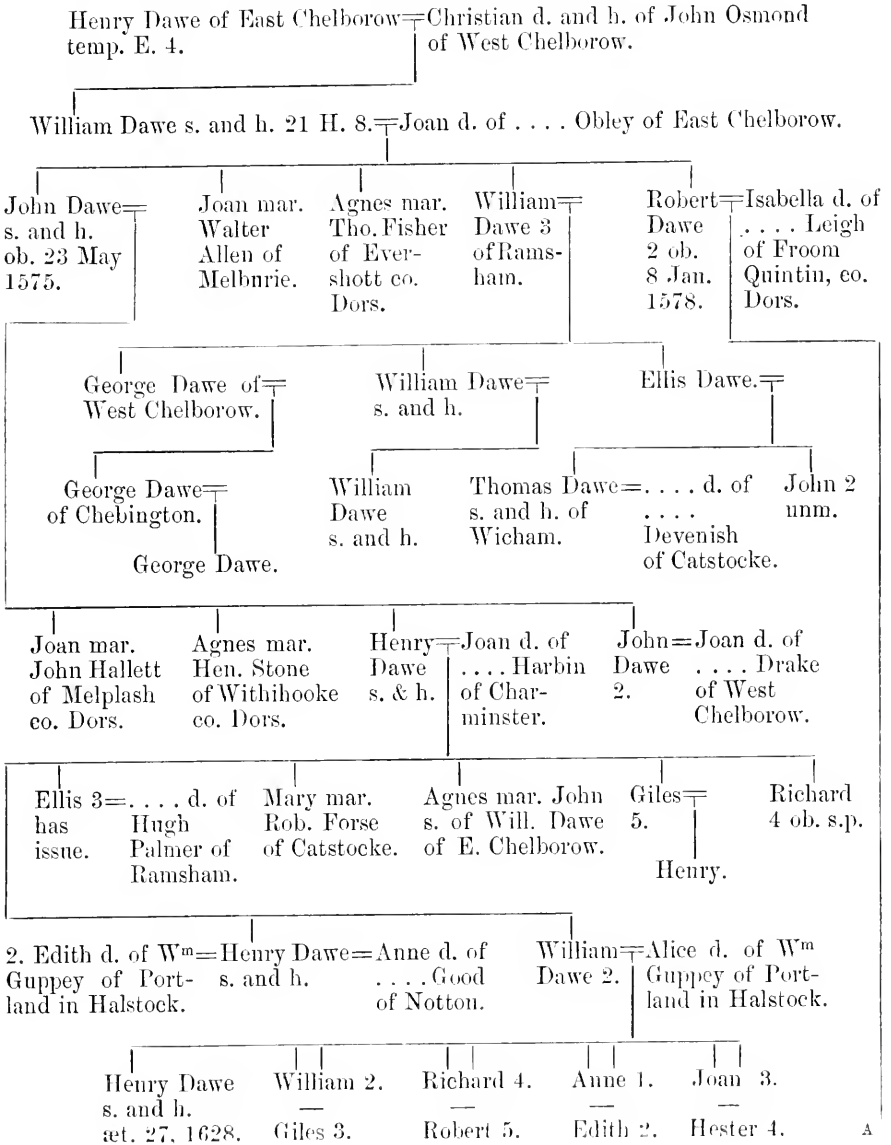 Henry Dawe of East Chelborow=Christian d. and h. of John Osmond
temp. E. 4. of West Chelborow.
William Dawe s. and h. 21 H. 8.=Joan d. of . . . . Obley of East Chelborow.
John Dawe=
s. and h.
ob. 23 May
1575.
Joan mar.
Walter
Allen of
Melburie.
Agnes mar.
Tho. Fisher
of Ever-
shott co.
Dors.
William=
Dawe 3
of Rams-
ham.
Robert=Isabella d. of
Dawe . . . . Leigh
2 ob. of Froom
8 Jan. Quintin, co.
1578. Dors.
George Dawe of=
West Chelborow.
William Dawe=
s. and h.
Ellis Dawe.=
George Dawe=
of Chebington.
George Dawe.
William
Dawe
s. and h.
Thomas Dawe=. . . . d. of
s. and h. of . . . .
Wicham. Devenish
of Catstocke.
John 2
unm.
Joan mar.
John Hallett
of Melplash
co. Dors.
Agnes mar.
Hen. Stone
of Withihooke
co. Dors.
Henry=Joan d. of
Dawe . . . . Harbin
s. & h. of Char-
minster.
John=Joan d. of
Dawe . . . . Drake
2. of West
Chelborow.
Ellis 3=. . . . d. of
has Hugh
issue. Palmer of
Ramsham.
Mary mar.
Rob. Forse
of Catstocke.
Agnes mar. John
s. of Will. Dawe
of E. Chelborow.
Giles=
5.
Henry.
Richard
4 ob. s.p.
2. Edith d. of Wm=Henry Dawe=Anne d. of
Guppey of Port- s. and h. . . . . Good
land in Halstock. of Notton.
William=Alice d. of Wm
Dawe 2. Guppey of Port-
land in Halstock.
Henry Dawe
s. and h.
æt. 27, 1628.
William 2.
—
Giles 3.
Richard 4.
—
Robert 5.
Anne 1.
—
Edith 2.
Joan 3.
—
Hester 4.
A